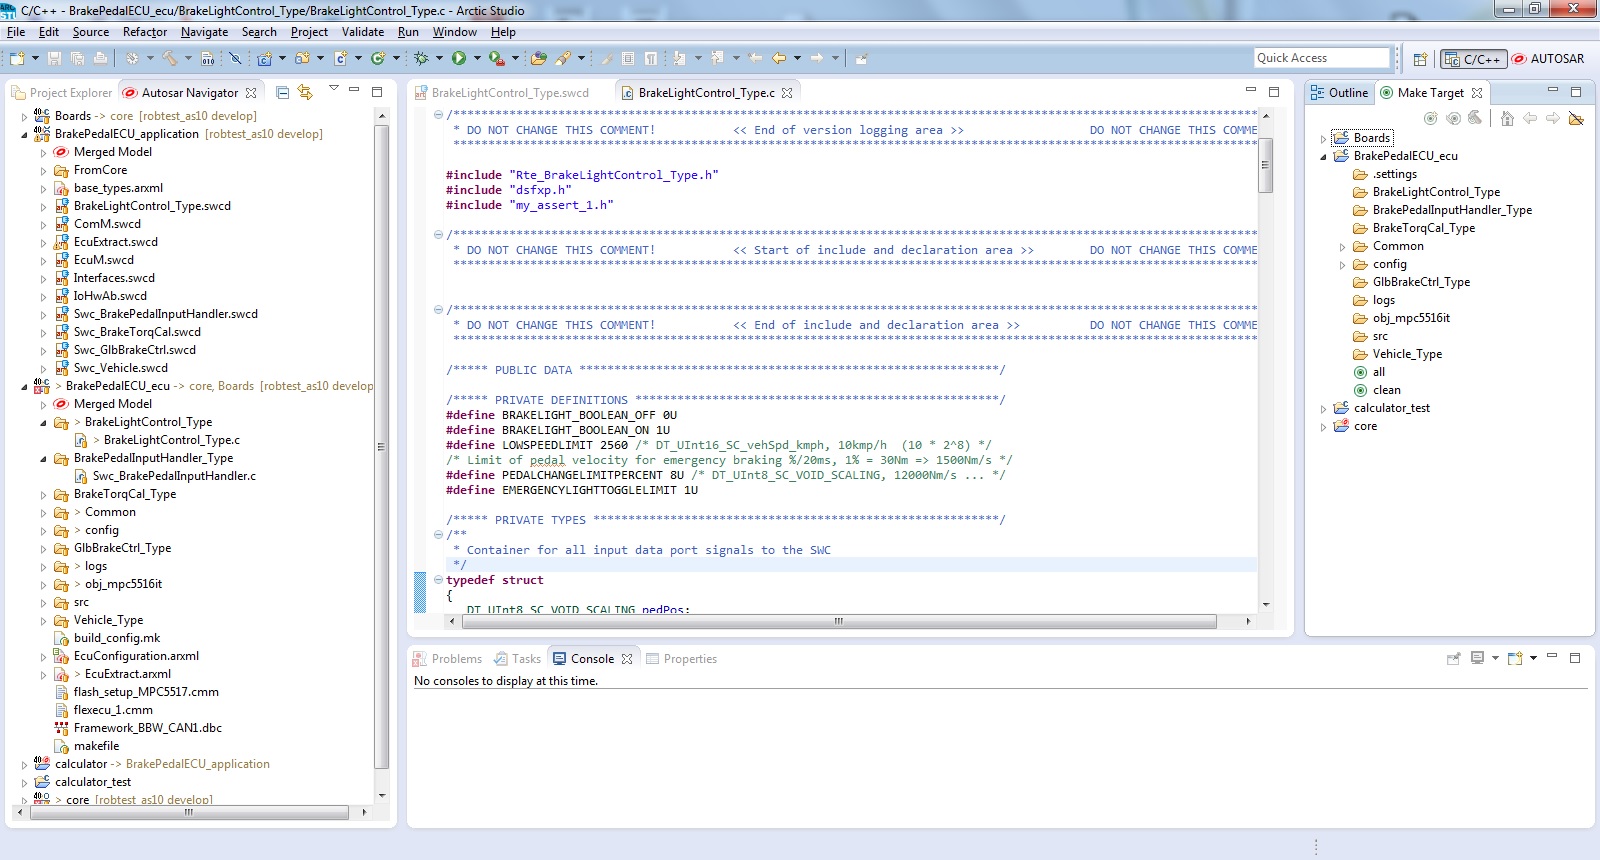 C/C++ - BrakePedalECU_ecu/BrakeLightControl_Type/BrakeLightControl_Type.c - Arctic Studio
File Edit Source Refactor Navigate Search Project Validate Run Window Help
Quick Access
C/C++
AUTOSAR
Project Explorer
Autosar Navigator
Boards -> core [robtest_as10 develop]
BrakePedalECU_application [robtest_as10 develop]
Merged Model
FromCore
base_types.arxml
BrakeLightControl_Type.swcd
ComM.swcd
EcuExtract.swcd
EcuM.swcd
Interfaces.swcd
IoHwAb.swcd
Swc_BrakePedalInputHandler.swcd
Swc_BrakeTorqCal.swcd
Swc_GlbBrakeCtrl.swcd
Swc_Vehicle.swcd
> BrakePedalECU_ecu -> core, Boards [robtest_as10 develop
Merged Model
> BrakeLightControl_Type
> BrakeLightControl_Type.c
BrakePedalInputHandler_Type
Swc_BrakePedalInputHandler.c
BrakeTorqCal_Type
> Common
> config
GlbBrakeCtrl_Type
> logs
> obj_mpc5516it
src
Vehicle_Type
build_config.mk
EcuConfiguration.arxml
> EcuExtract.arxml
flash_setup_MPC5517.cmm
flexecu_1.cmm
Framework_BBW_CAN1.dbc
makefile
calculator -> BrakePedalECU_application
calculator_test
> core [robtest_as10 develop]
BrakeLightControl_Type.swcd
BrakeLightControl_Type.c
/*********************************************************************************************************************
* DO NOT CHANGE THIS COMMENT! << End of version logging area >> DO NOT CHANGE THIS COMME
*********************************************************************************************************************
#include "Rte_BrakeLightControl_Type.h"
#include "dsfxp.h"
#include "my_assert_1.h"
/*********************************************************************************************************************
* DO NOT CHANGE THIS COMMENT! << Start of include and declaration area >> DO NOT CHANGE THIS COMME
*********************************************************************************************************************
/*********************************************************************************************************************
* DO NOT CHANGE THIS COMMENT! << End of include and declaration area >> DO NOT CHANGE THIS COMME
*********************************************************************************************************************
/***** PUBLIC DATA ************************************************************/
/***** PRIVATE DEFINITIONS ****************************************************/
#define BRAKELIGHT_BOOLEAN_OFF 0U
#define BRAKELIGHT_BOOLEAN_ON 1U
#define LOWSPEEDLIMIT 2560 /* DT_UInt16_SC_vehSpd_kmph, 10kmp/h (10 * 2^8) */
/* Limit of pedal velocity for emergency braking %/20ms, 1% = 30Nm => 1500Nm/s */
#define PEDALCHANGELIMITPERCENT 8U /* DT_UInt8_SC_VOID_SCALING, 12000Nm/s ... */
#define EMERGENCYLIGHTTOGGLELIMIT 1U
/***** PRIVATE TYPES **********************************************************/
/**
* Container for all input data port signals to the SWC
*/
typedef struct
{
DT_UInt8_SC_VOID_SCALING pedPos;
Problems
Tasks
Console
Properties
No consoles to display at this time.
Outline
Make Target
Boards
BrakePedalECU_ecu
.settings
BrakeLightControl_Type
BrakePedalInputHandler_Type
BrakeTorqCal_Type
Common
config
GlbBrakeCtrl_Type
logs
obj_mpc5516it
src
Vehicle_Type
all
clean
calculator_test
core